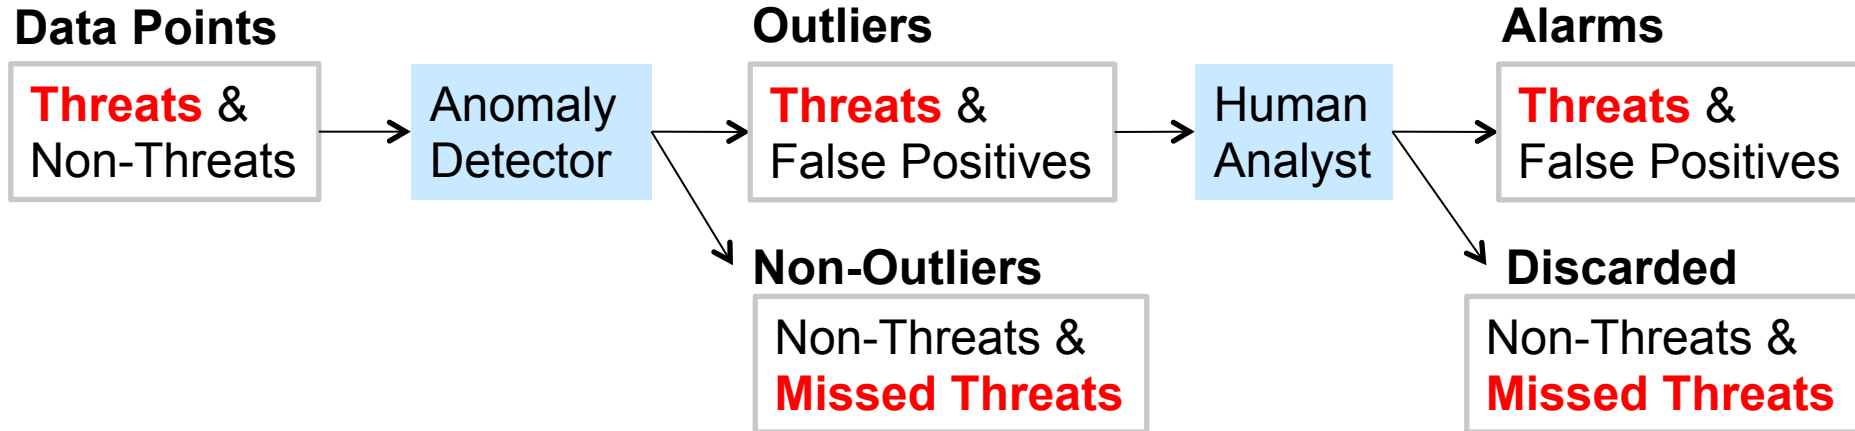 Data Points
Threats &
Non-Threats
Anomaly
Detector
Outliers
Threats &
False Positives
Non-Outliers
Non-Threats &
Missed Threats
Human
Analyst
Alarms
Threats &
False Positives
Discarded
Non-Threats &
Missed Threats